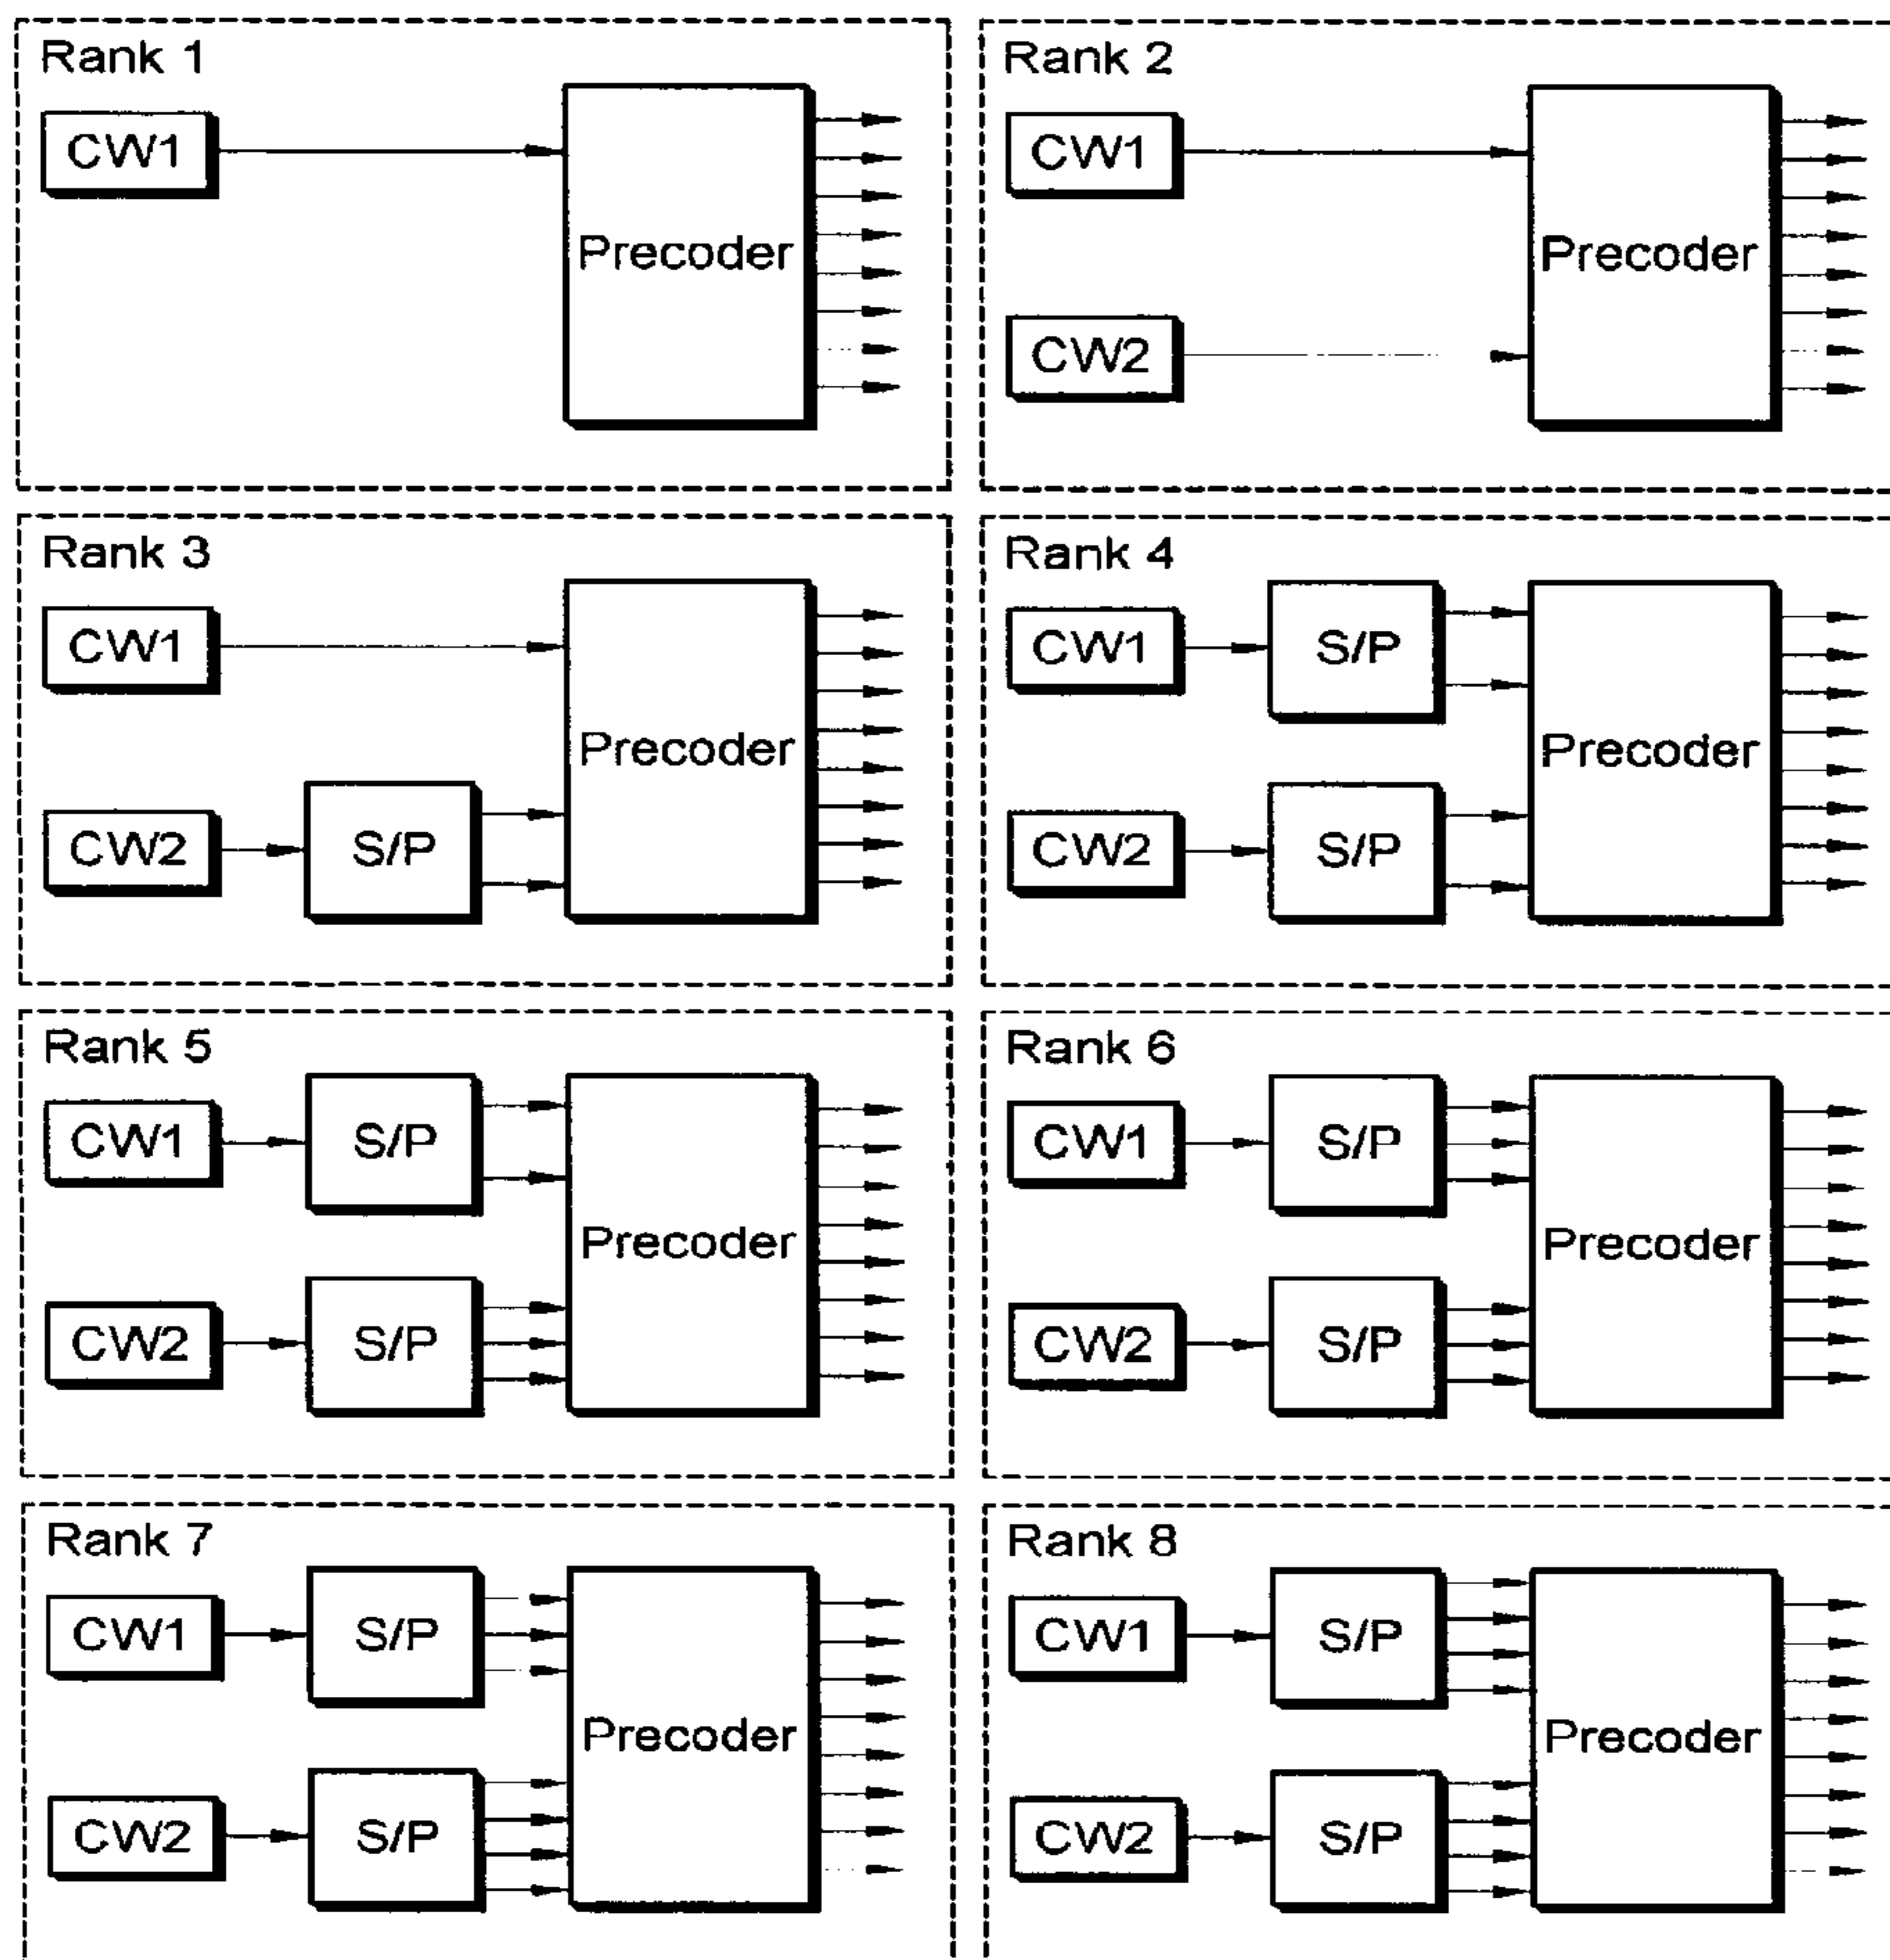 Rank 1
CW1
Precoder
Rank 2
CW1
CW2
Precoder
Rank 3
CW1
CW2
S/P
Precoder
Rank 4
CW1
S/P
CW2
S/P
Precoder
Rank 5
CW1
S/P
CW2
S/P
Precoder
Rank 6
CW1
S/P
CW2
S/P
Precoder
Rank 7
CW1
S/P
CW2
S/P
Precoder
Rank 8
CW1
S/P
CW2
S/P
Precoder